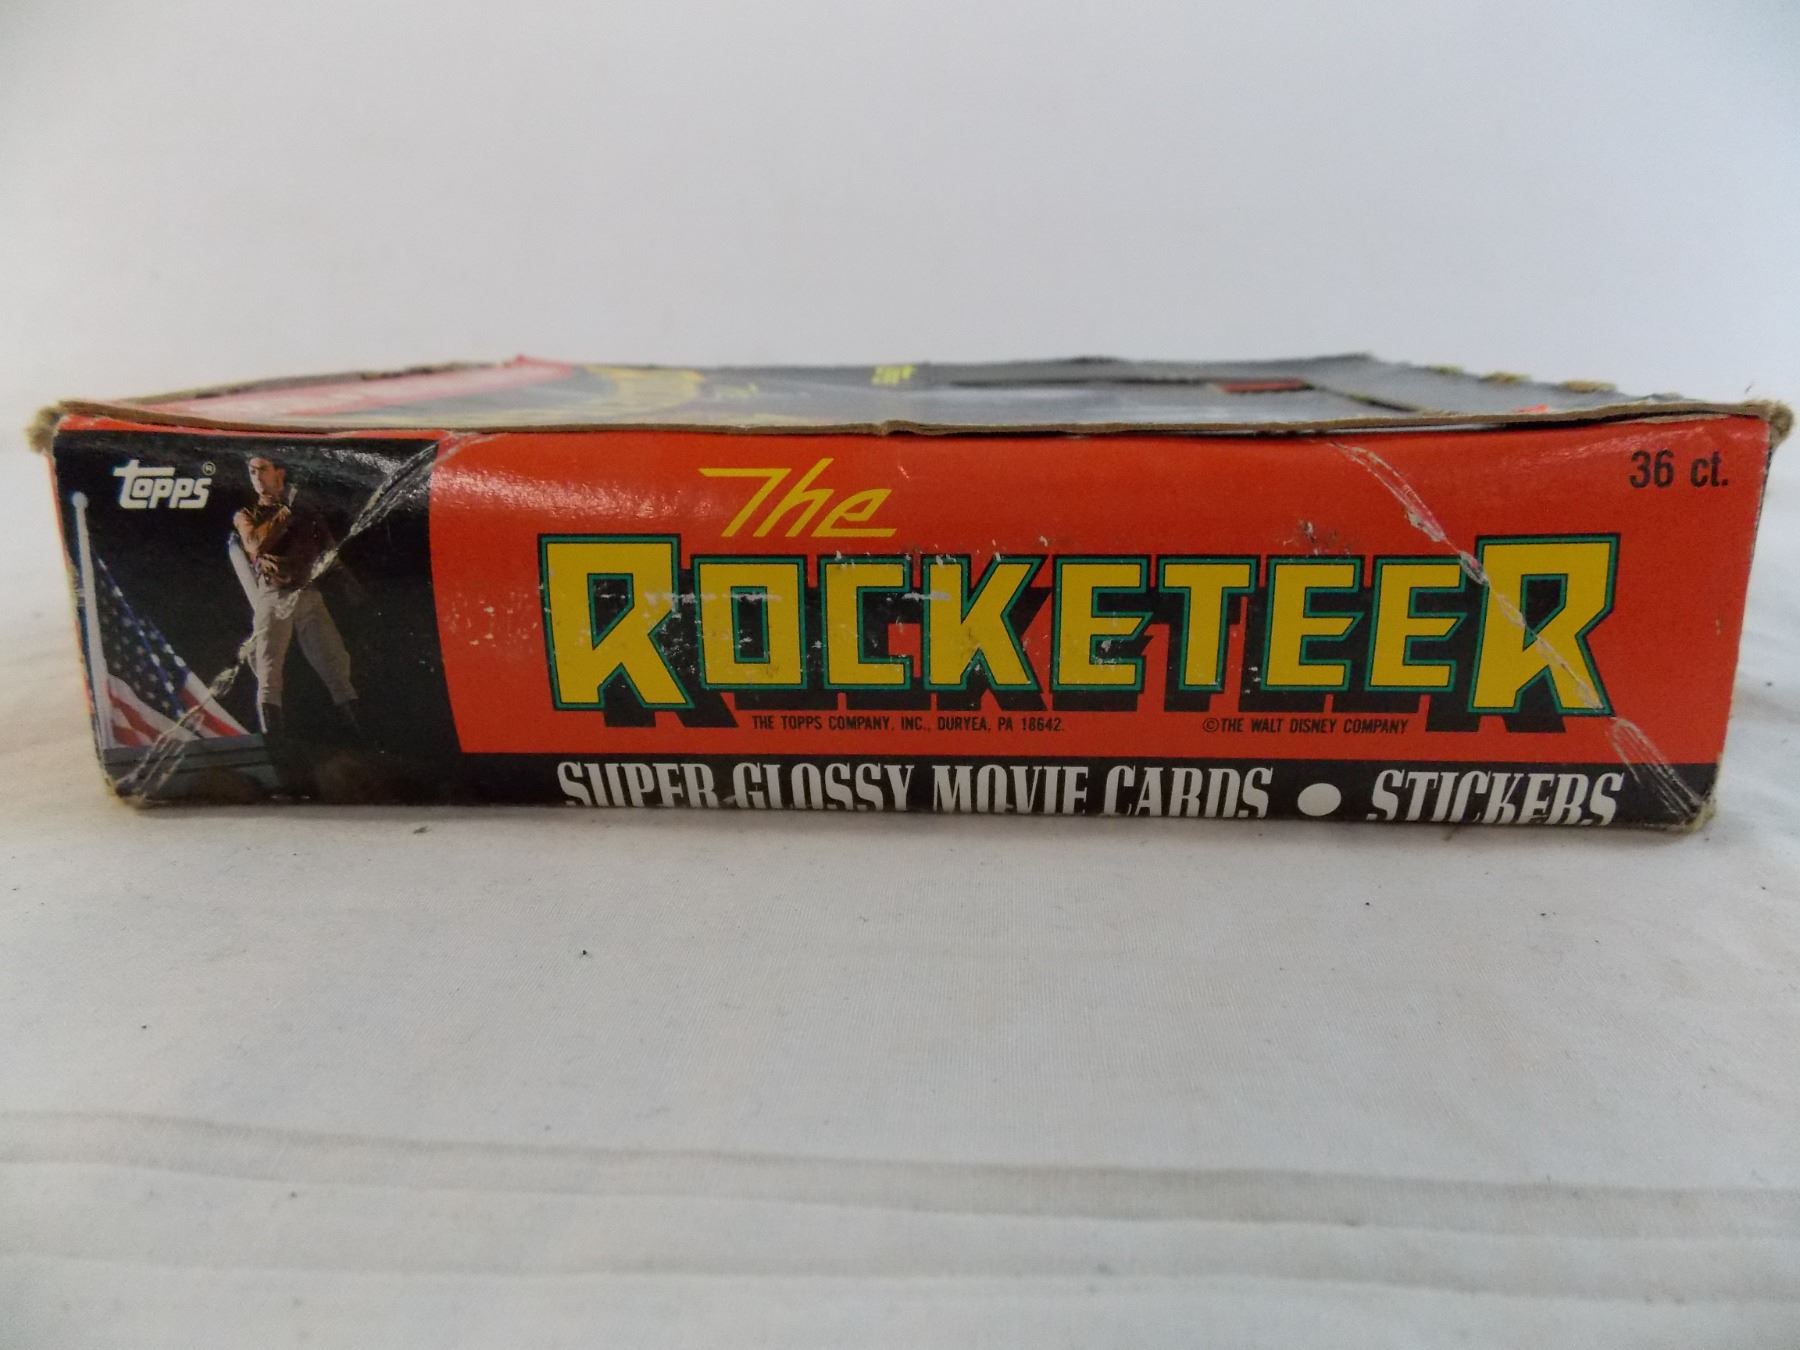 topps®
The
36 ct.
ROCKETEER
THE TOPPS COMPANY, INC., DURYEA, PA 18642.
©THE WALT DISNEY COMPANY
SUPER GLOSSY MOVIE CARDS ● STICKERS